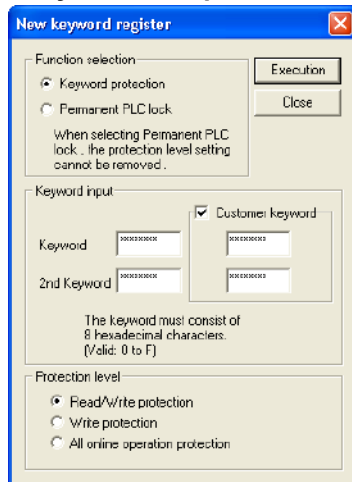 New keyword register
Function selection
Keyword protection
Permanent PLC lock
When selecting Permanent PLC
lock , the protection level setting
cannot be removed .
Execution
Close
Keyword input
Customer keyword
Keyword ******** ********
2nd Keyword ******** ********
The keyword must consist of
8 hexadecimal characters.
(Valid: 0 to F)
Protection level
Read/Write protection
Write protection
All online operation protection